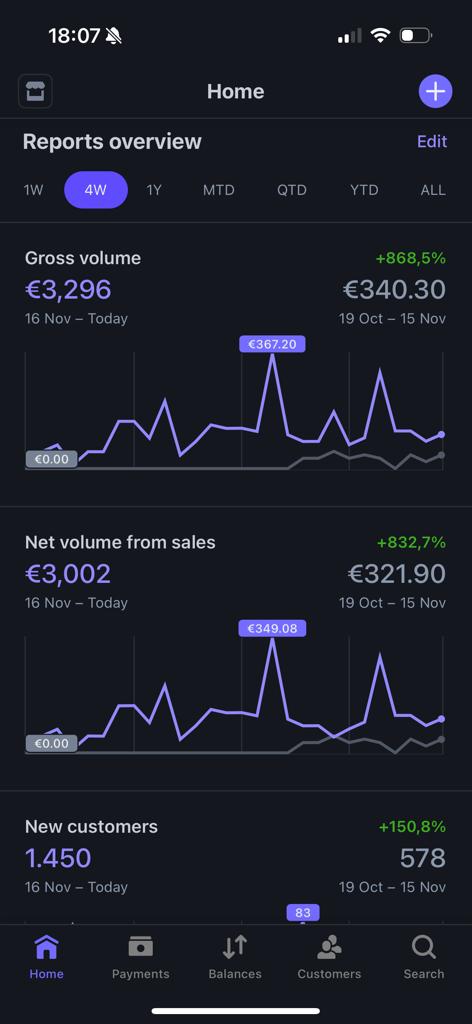 18:07
Home
Reports overview
Edit
1W
4W
1Y
MTD
QTD
YTD
ALL
Gross volume
+868,5%
€3,296
€340.30
16 Nov – Today
19 Oct – 15 Nov
€367.20
€0.00
Net volume from sales
+832,7%
€3,002
€321.90
16 Nov – Today
19 Oct – 15 Nov
€349.08
€0.00
New customers
+150,8%
1.450
578
16 Nov – Today
19 Oct – 15 Nov
83
Home
Payments
Balances
Customers
Search